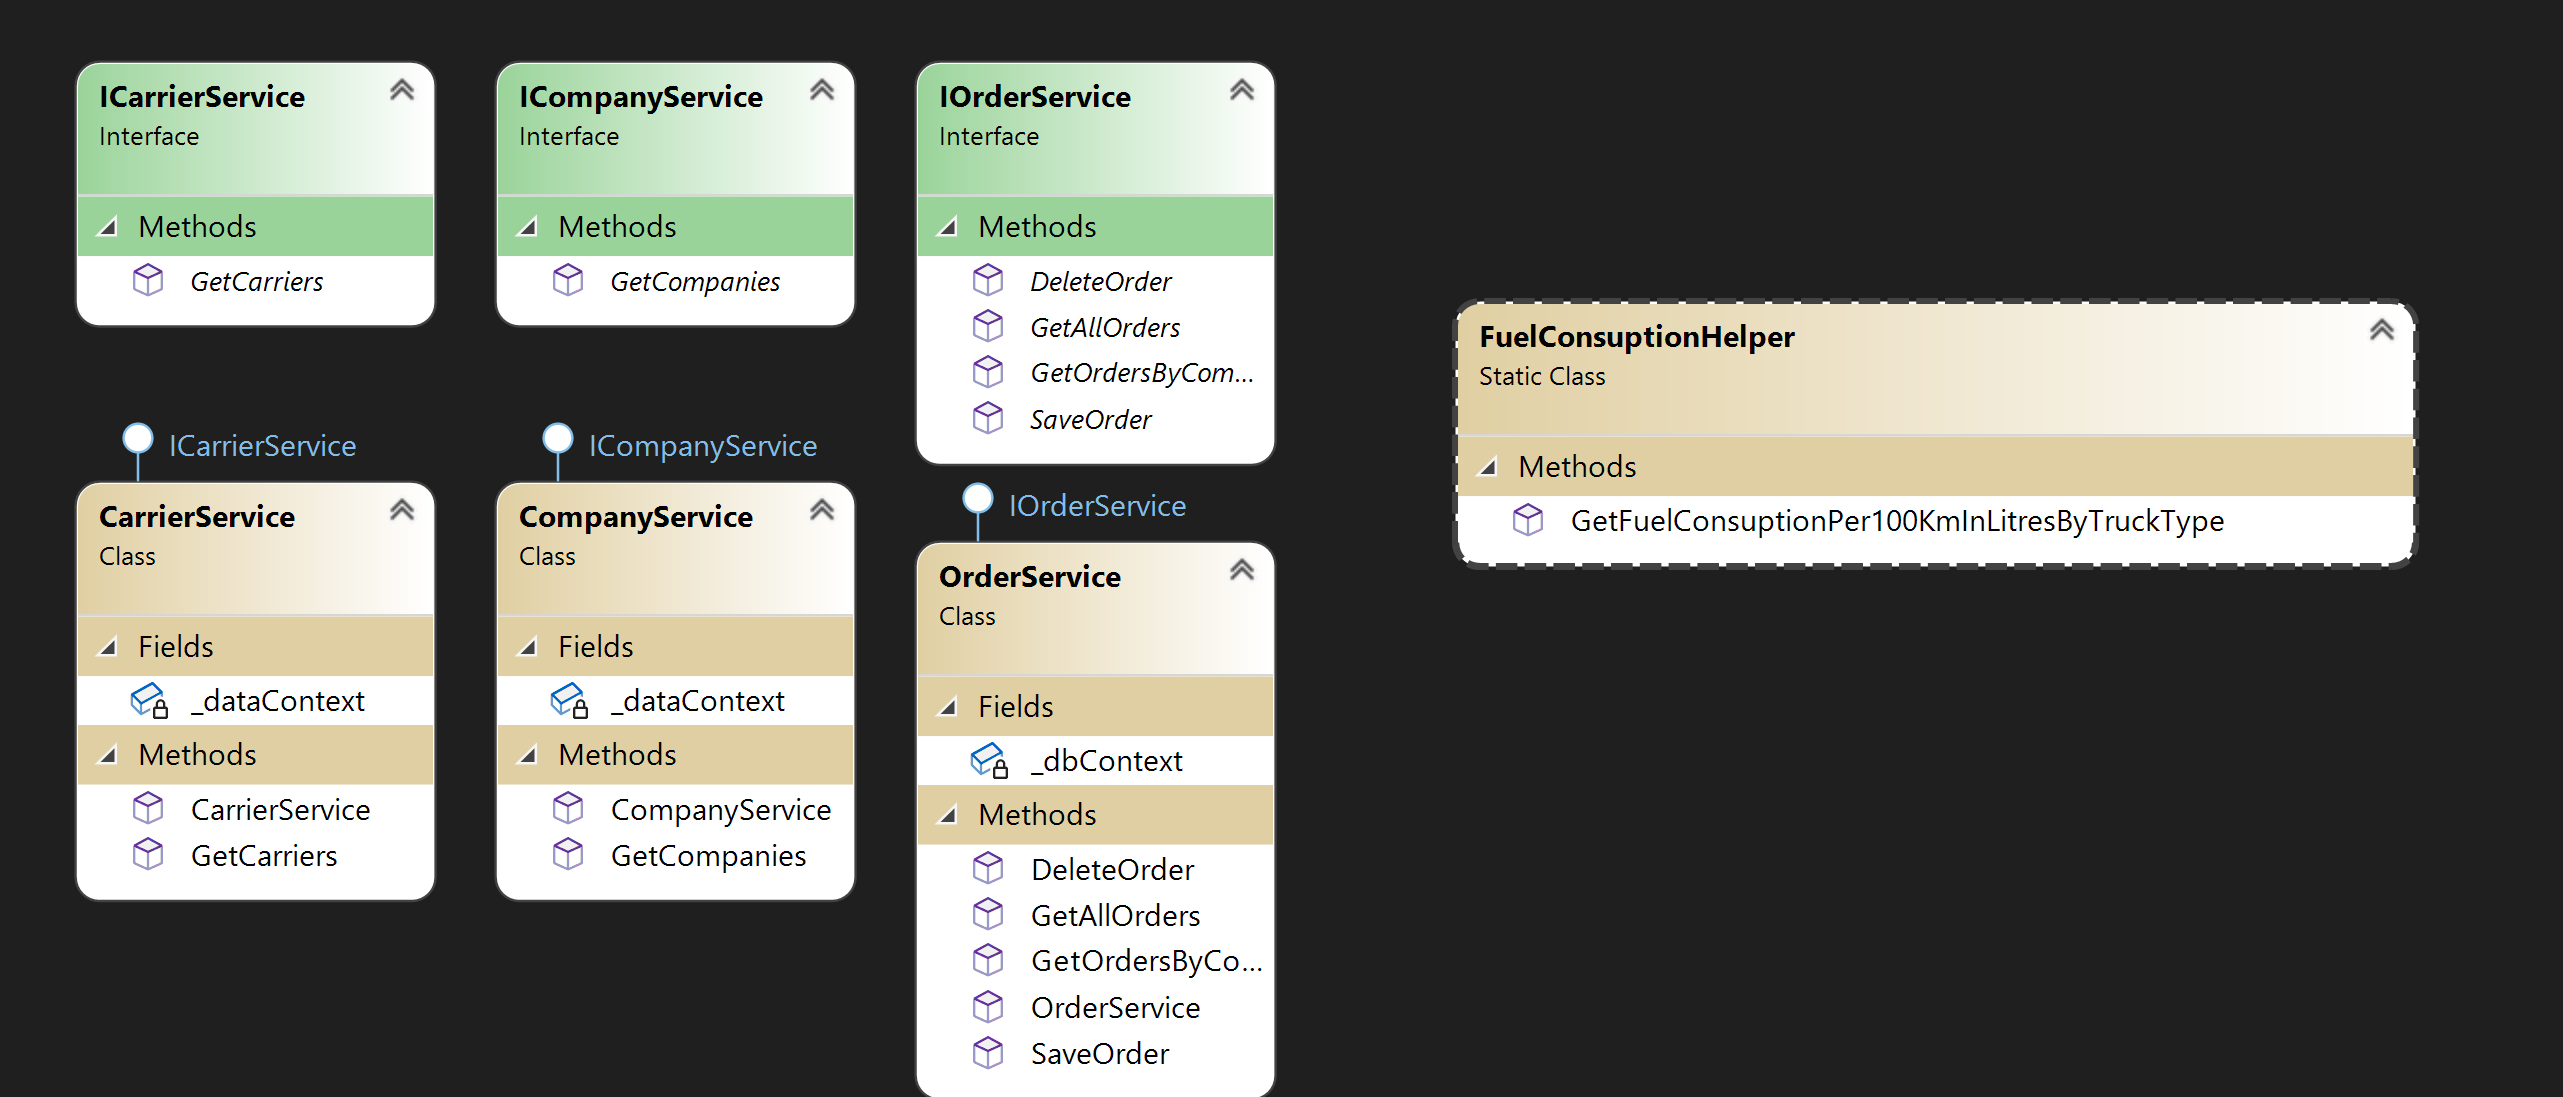 ICarrierService
Interface
Methods
GetCarriers
ICompanyService
Interface
Methods
GetCompanies
IOrderService
Interface
Methods
DeleteOrder
GetAllOrders
GetOrdersByCom...
SaveOrder
ICarrierService
CarrierService
Class
Fields
_dataContext
Methods
CarrierService
GetCarriers
ICompanyService
CompanyService
Class
Fields
_dataContext
Methods
CompanyService
GetCompanies
IOrderService
OrderService
Class
Fields
_dbContext
Methods
DeleteOrder
GetAllOrders
GetOrdersByCo...
OrderService
SaveOrder
FuelConsuptionHelper
Static Class
Methods
GetFuelConsuptionPer100KmInLitresByTruckType